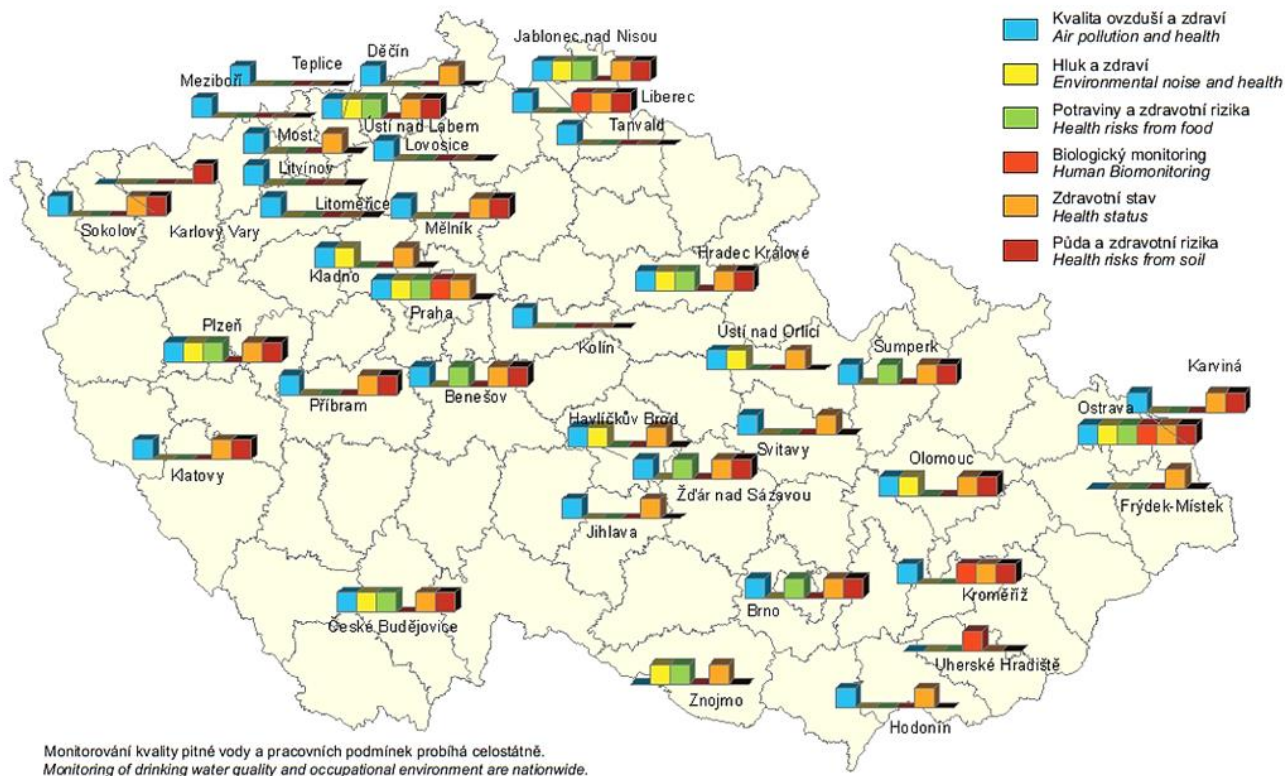 Kvalita ovzduší a zdraví
Air pollution and health
Hluk a zdraví
Environmental noise and health
Potraviny a zdravotní rizika
Health risks from food
Biologický monitoring
Human Biomonitoring
Zdravotní stav
Health status
Půda a zdravotní rizika
Health risks from soil
Děčín
Jablonec nad Nisou
Teplice
Meziboří
Liberec
Ústí nad Labem
Tanvald
Most
Lovosice
Litvínov
Litoměřice
Sokolov
Karlovy Vary
Mělník
Kladno
Hradec Králové
Praha
Plzeň
Kolín
Ústí nad Orlicí
Šumperk
Karviná
Příbram
Benešov
Ostrava
Havlíčkův Brod
Klatovy
Svitavy
Olomouc
Žďár nad Sázavou
Frýdek-Místek
Jihlava
Kroměříž
Brno
České Budějovice
Uherské Hradiště
Znojmo
Hodonín
Monitorování kvality pitné vody a pracovních podmínek probíhá celostátně.
Monitoring of drinking water quality and occupational environment are nationwide.